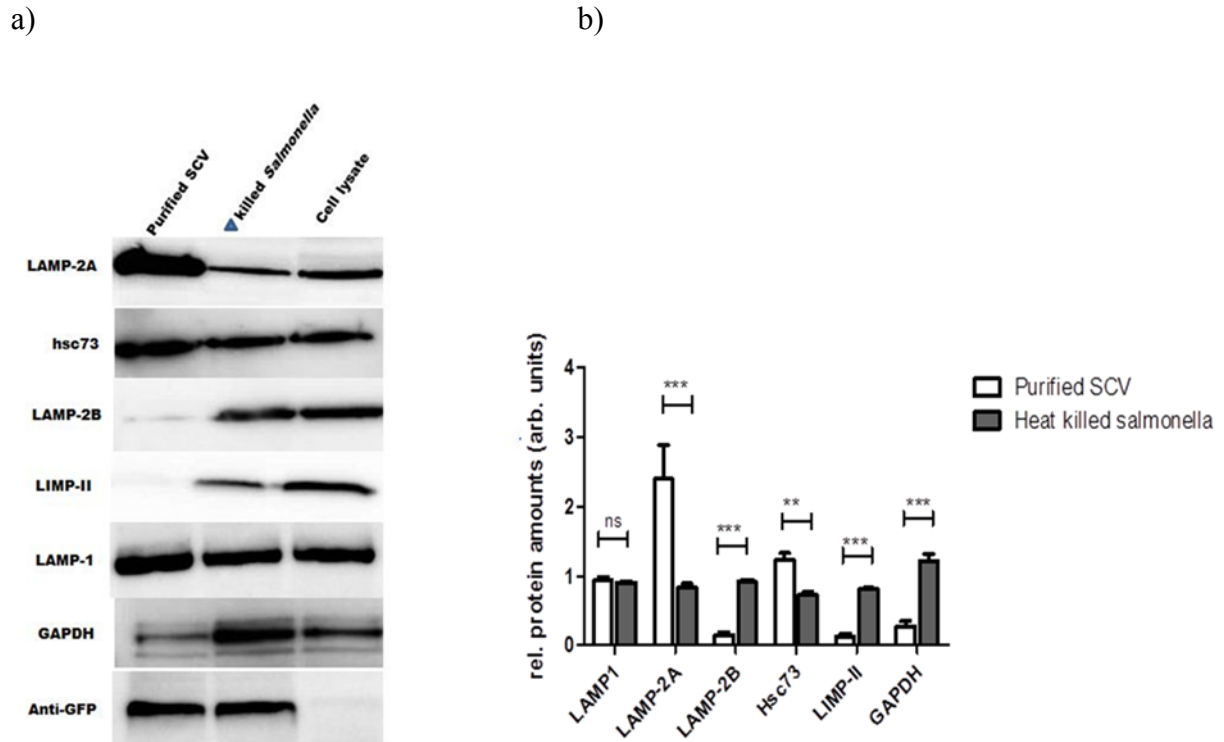 a)
b)
Purified SCV
killed Salmonella
Cell lysate
LAMP-2A
hsc73
LAMP-2B
LIMP-II
LAMP-1
GAPDH
Anti-GFP
rel. protein amounts (arb. units)
4
3
2
1
0
ns
***
***
**
***
***
LAMP1
LAMP-2A
LAMP-2B
Hsc73
LIMP-II
GAPDH
Purified SCV
Heat killed salmonella